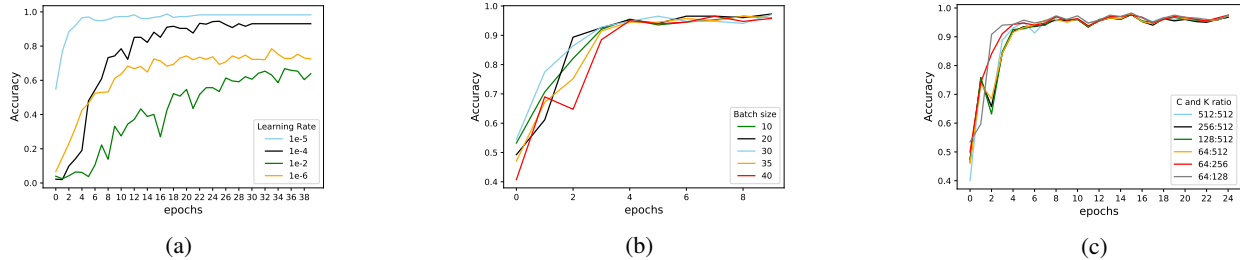 1.0
0.8
0.6
0.4
0.2
0.0
Accuracy
Learning Rate
1e-5
1e-4
1e-2
1e-6
0 2 4 6 8 10 12 14 16 18 20 22 24 26 28 30 32 34 36 38
epochs
(a)
1.0
0.9
0.8
0.7
0.6
0.5
0.4
Accuracy
Batch size
10
20
30
35
40
0 2 4 6 8
epochs
(b)
1.0
0.9
0.8
0.7
0.6
0.5
0.4
Accuracy
C and K ratio
512:512
256:512
128:512
64:512
64:256
64:128
0 2 4 6 8 10 12 14 16 18 20 22 24
epochs
(c)